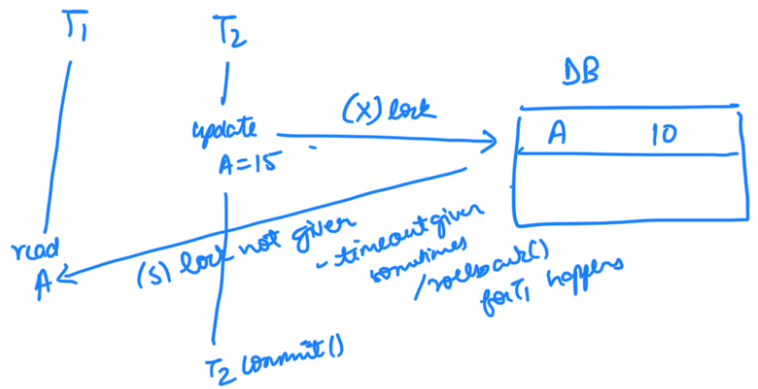 T1
T2
DB
(X) lock
A 10
update
A=15
read
A
(S) lock not given
- timeout given
sometimes
/rollback()
for T1 happens
T2 commit()